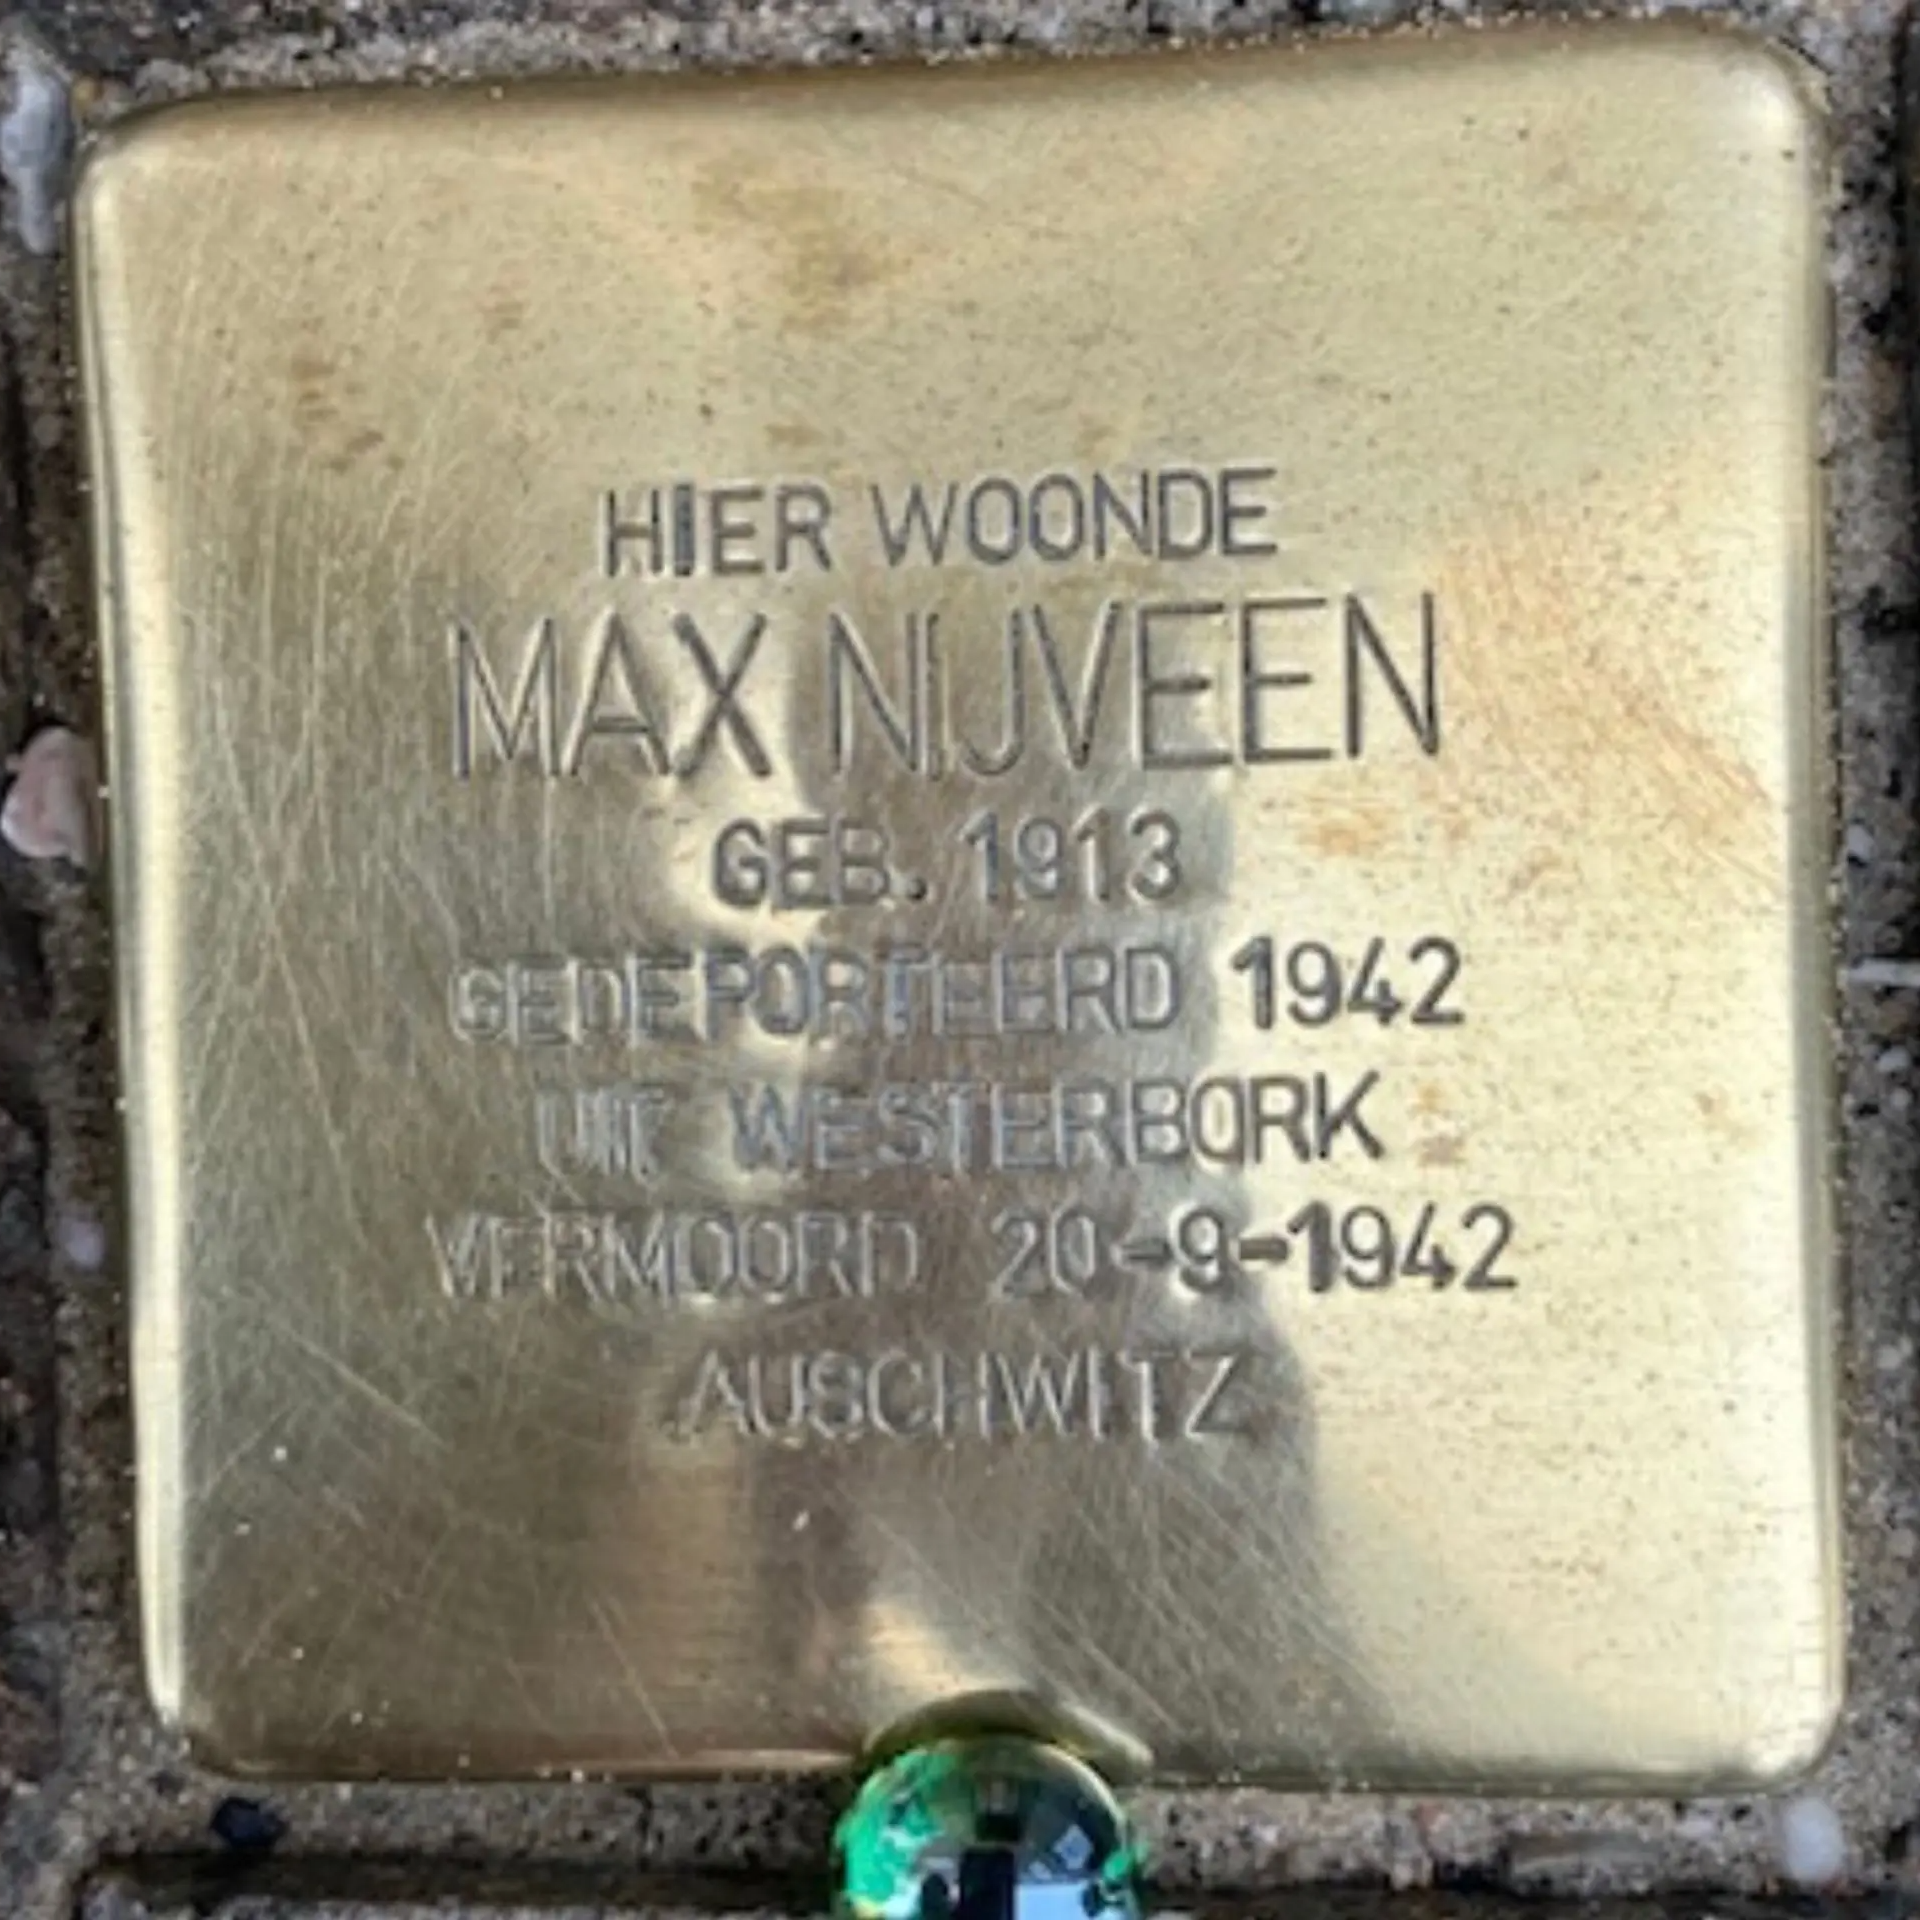 HIER WOONDE
MAX NIJVEEN
GEB. 1913
GEDEPORTEERD 1942
UIT WESTERBORK
VERMOORD 20-9-1942
AUSCHWITZ